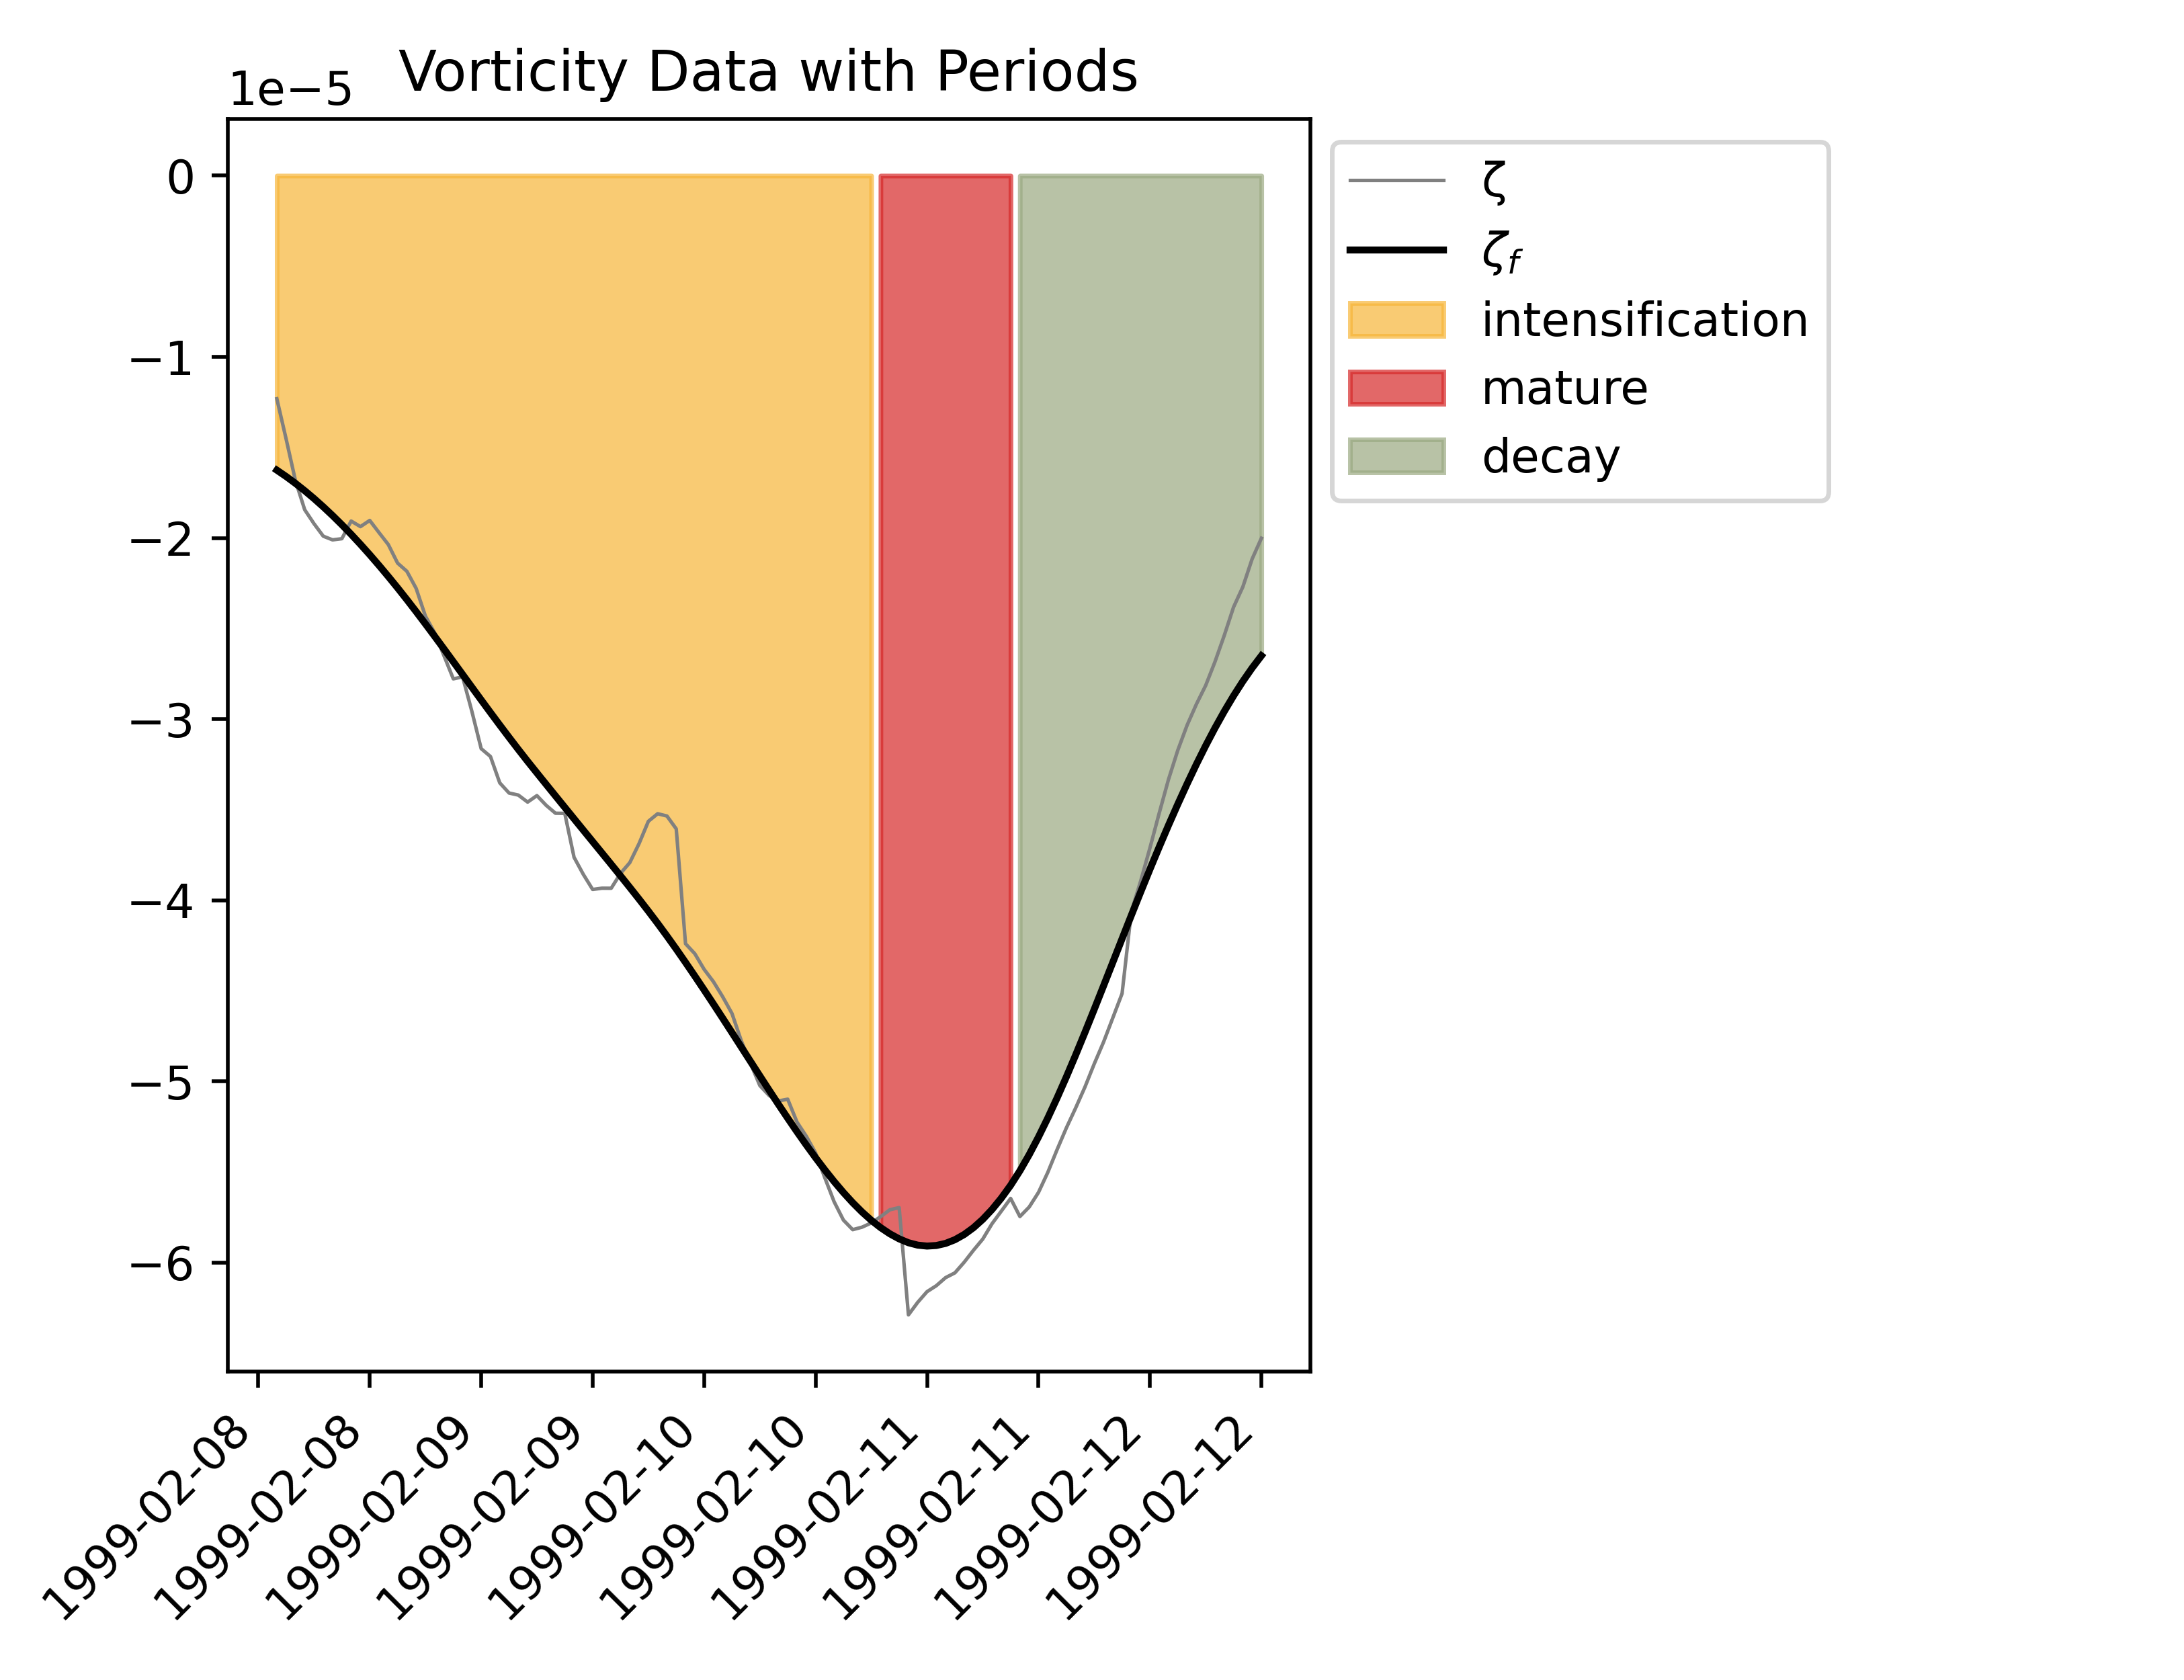 Vorticity Data with Periods
1e−5
0
−1
−2
−3
−4
−5
−6
1999-02-08
1999-02-08
1999-02-09
1999-02-09
1999-02-10
1999-02-10
1999-02-11
1999-02-11
1999-02-12
1999-02-12
ζ
ζf
intensification
mature
decay